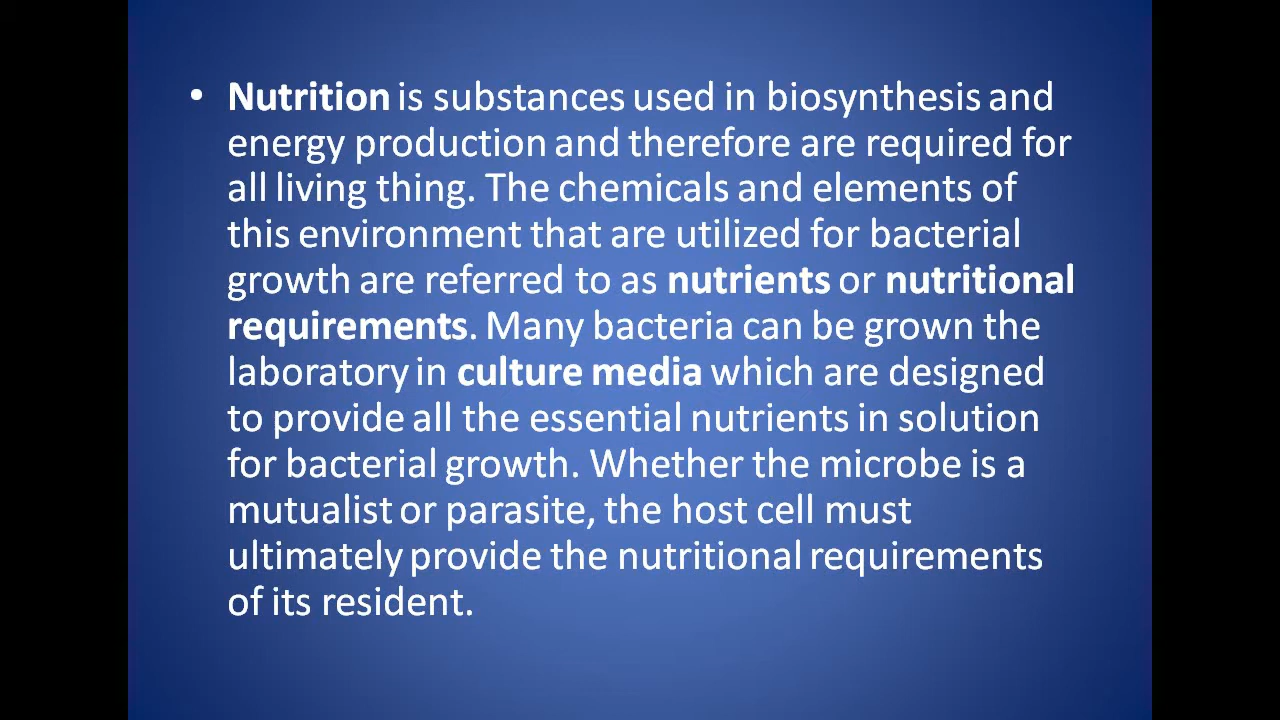 • Nutrition is substances used in biosynthesis and
energy production and therefore are required for
all living thing. The chemicals and elements of
this environment that are utilized for bacterial
growth are referred to as nutrients or nutritional
requirements. Many bacteria can be grown the
laboratory in culture media which are designed
to provide all the essential nutrients in solution
for bacterial growth. Whether the microbe is a
mutualist or parasite, the host cell must
ultimately provide the nutritional requirements
of its resident.